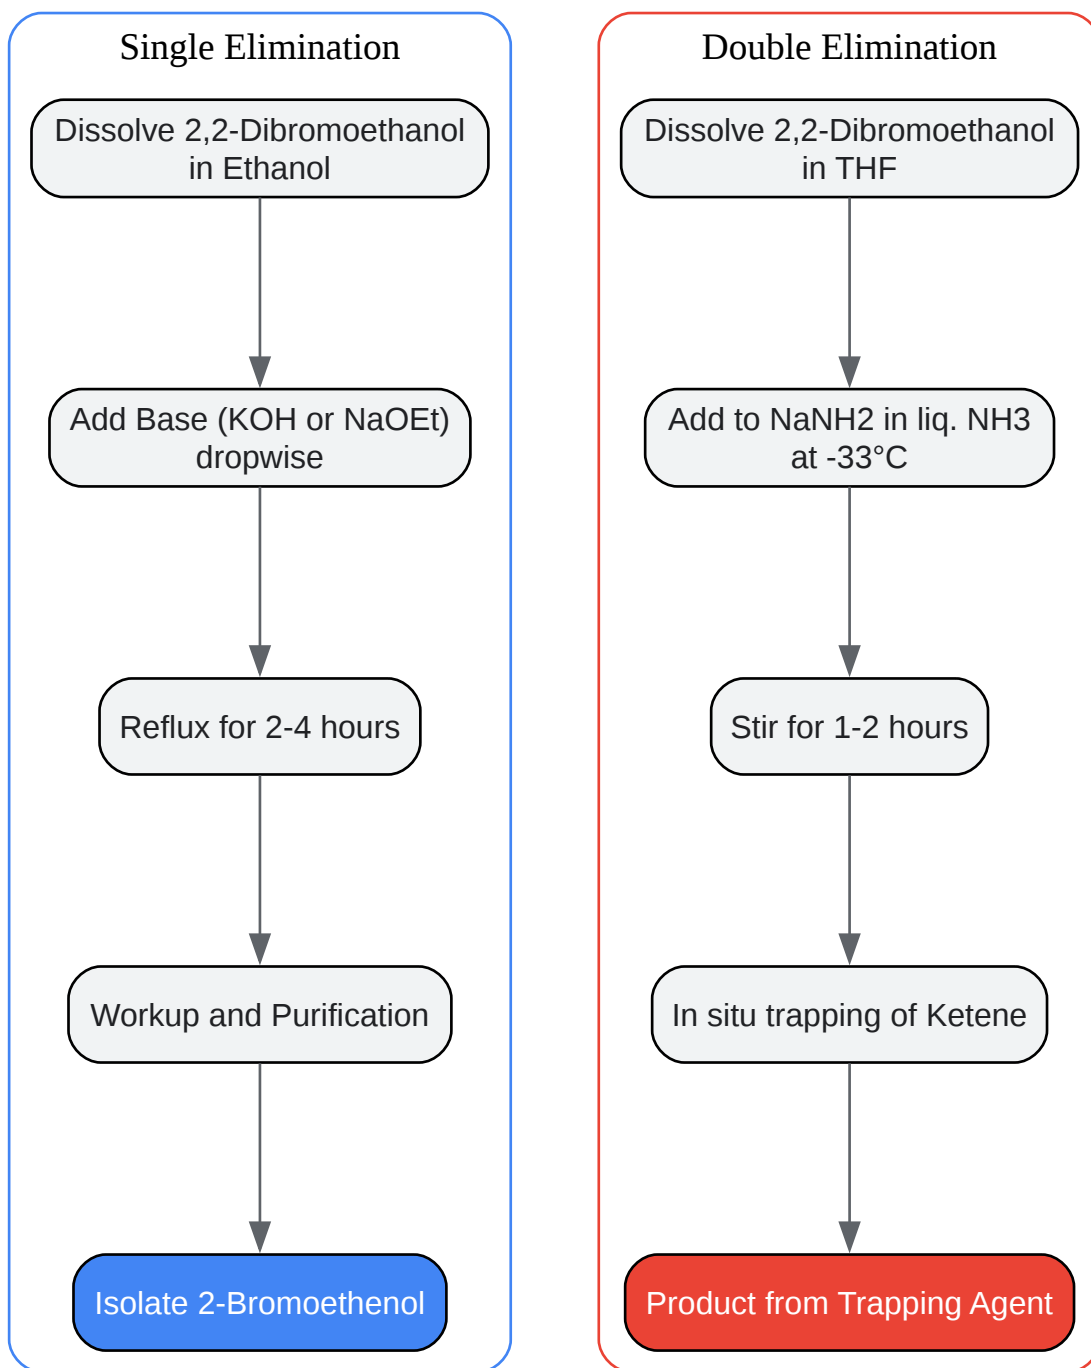 Single Elimination
Dissolve 2,2-Dibromoethanol
in Ethanol
Add Base (KOH or NaOEt)
dropwise
Reflux for 2-4 hours
Workup and Purification
Isolate 2-Bromoethenol
Double Elimination
Dissolve 2,2-Dibromoethanol
in THF
Add to NaNH2 in liq. NH3
at -33°C
Stir for 1-2 hours
In situ trapping of Ketene
Product from Trapping Agent